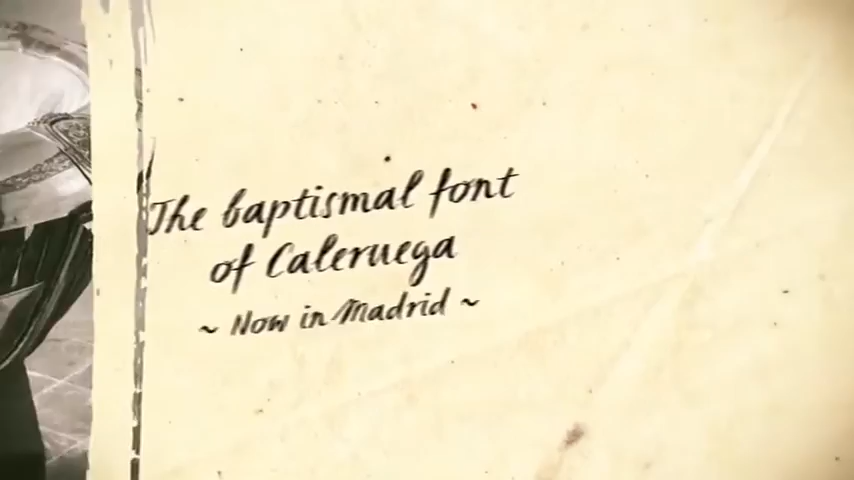 The baptismal font
of Caleruega
~ Now in Madrid ~